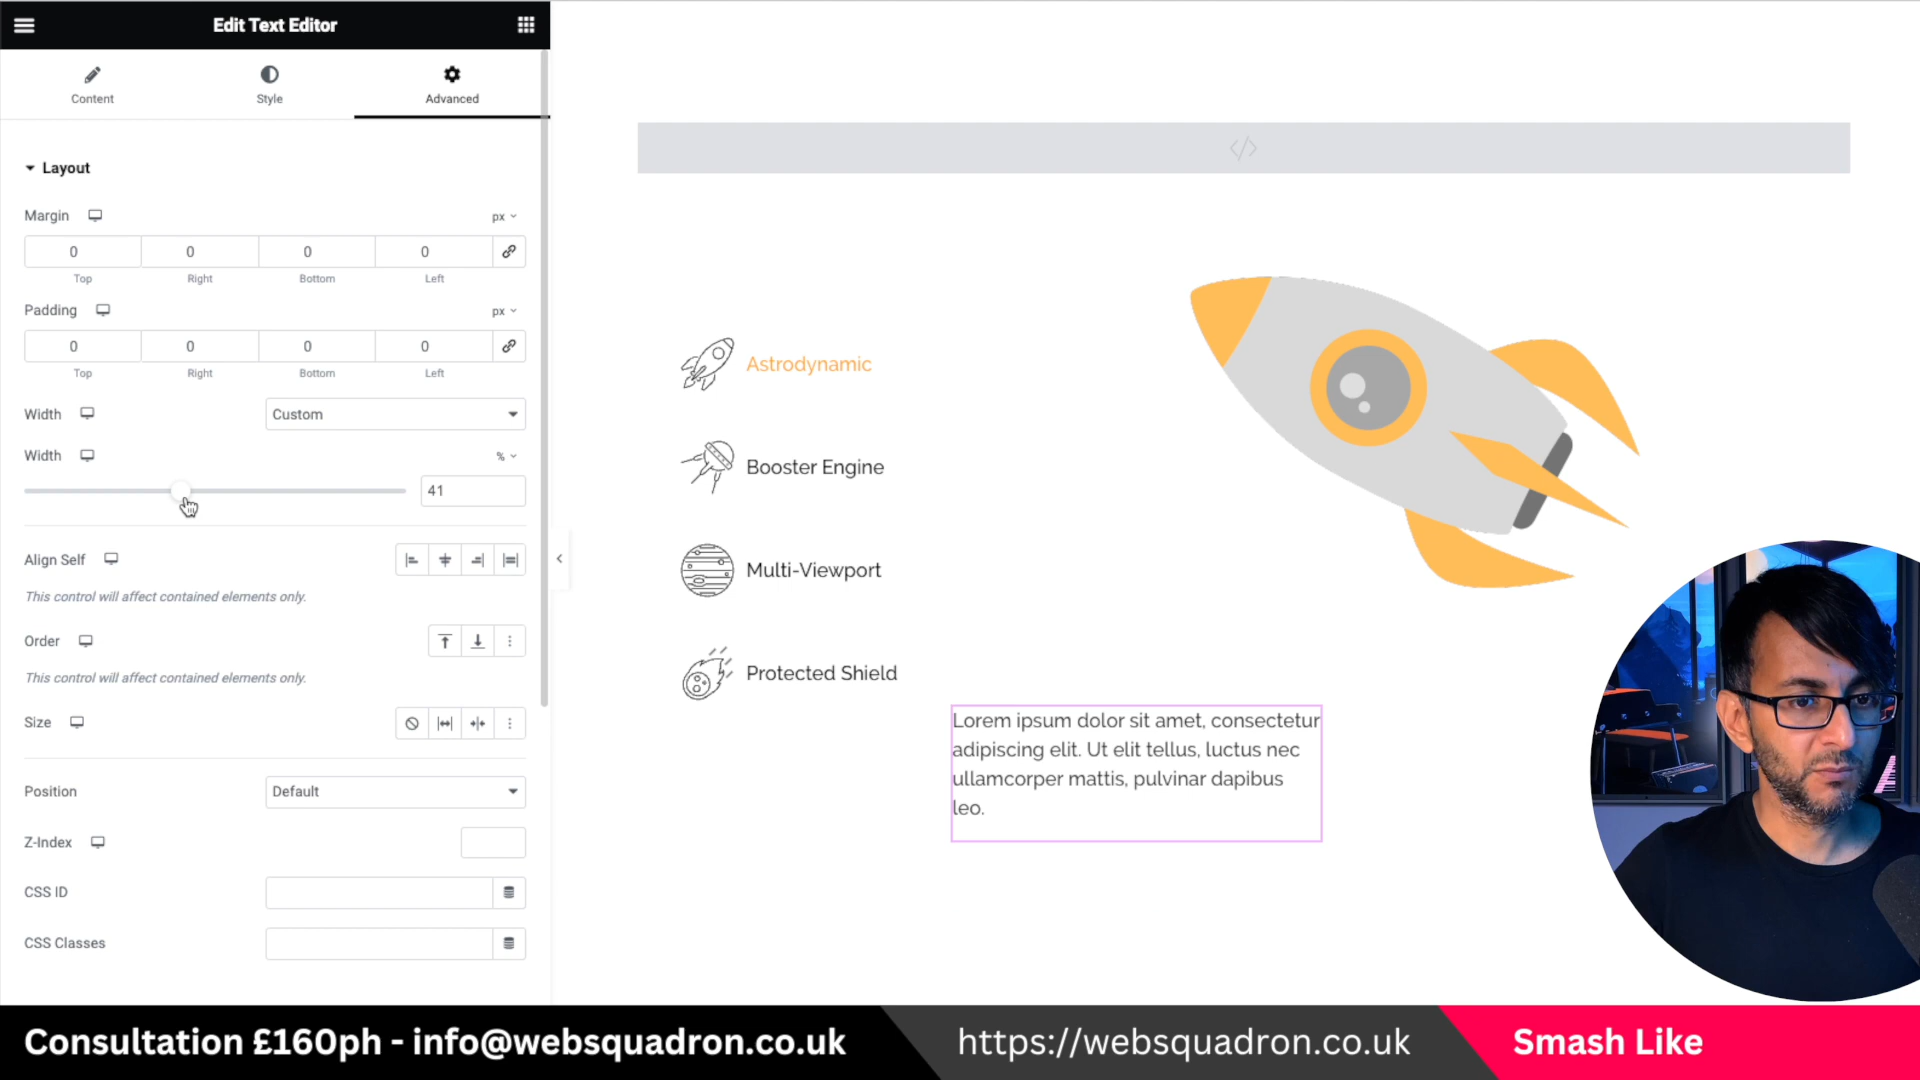 Edit Text Editor
Content
Style
Advanced
Layout
Margin
px
0 0 0 0
Top Right Bottom Left
Padding
px
0 0 0 0
Top Right Bottom Left
Width
Custom
Width
%
41
Align Self
This control will affect contained elements only.
Order
This control will affect contained elements only.
Size
Position
Default
Z-Index
CSS ID
CSS Classes
</>
Astrodynamic
Booster Engine
Multi-Viewport
Protected Shield
Lorem ipsum dolor sit amet, consectetur
adipiscing elit. Ut elit tellus, luctus nec
ullamcorper mattis, pulvinar dapibus
leo.
Consultation £160ph - info@websquadron.co.uk
https://websquadron.co.uk
Smash Like